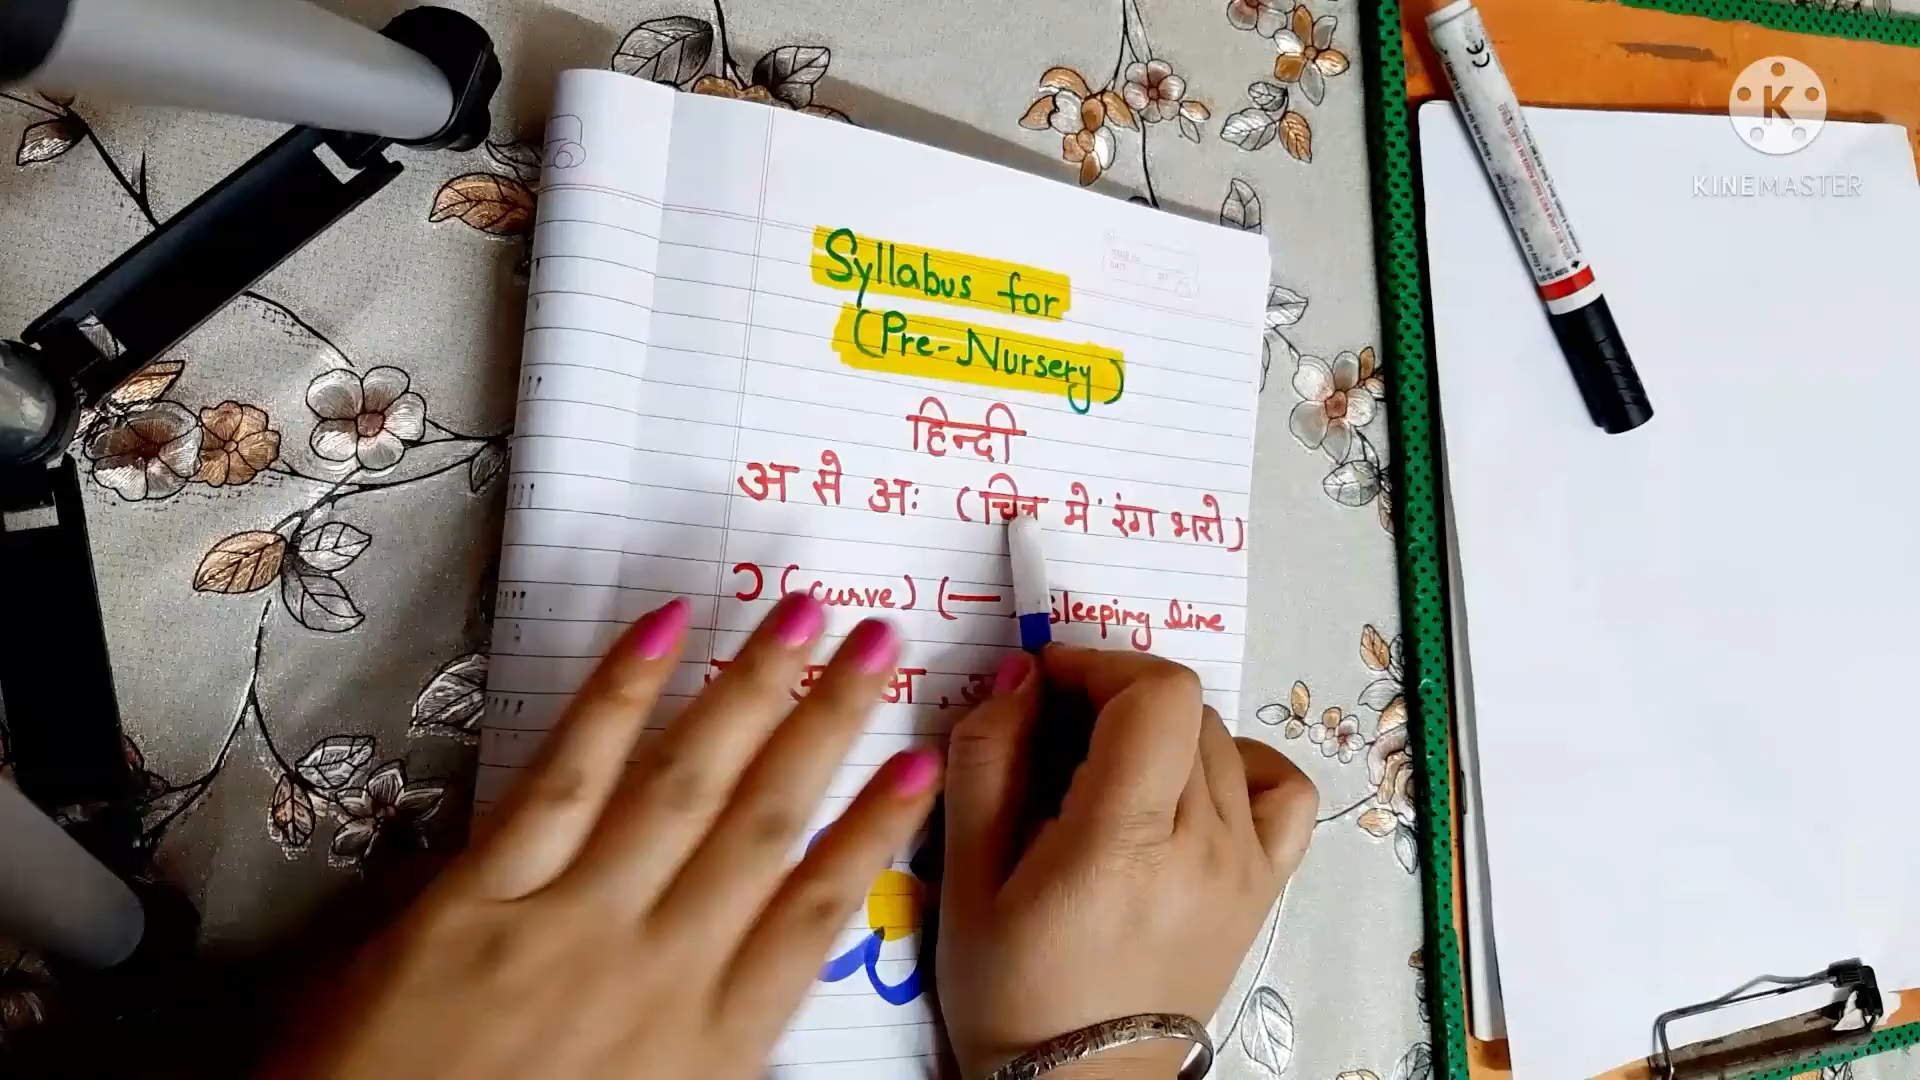 Syllabus for
(Pre-Nursery)
हिन्दी
अ से अः (चित्र में रंग भरो)
(curve) (— sleeping line
अ
KINEMASTER